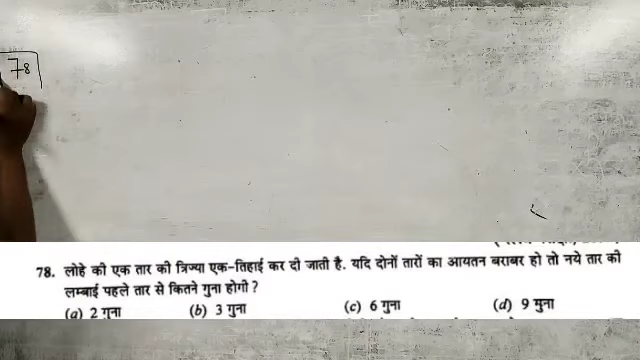 78
78. लोहे की एक तार की त्रिज्या एक-तिहाई कर दी जाती है. यदि दोनों तारों का आयतन बराबर हो तो नये तार की
लम्बाई पहले तार से कितने गुना होगी ?
(a) 2 गुना (b) 3 गुना (c) 6 गुना (d) 9 गुना